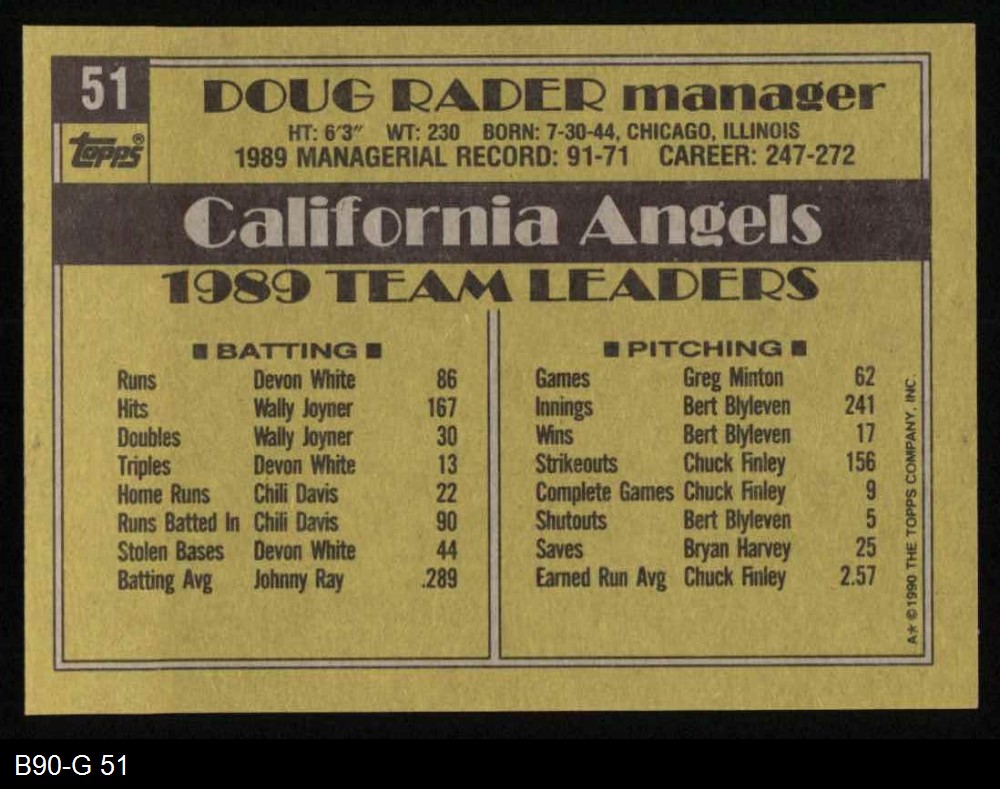 51
Topps®
DOUG RADER manager
HT: 6'3" WT: 230 BORN: 7-30-44, CHICAGO, ILLINOIS
1989 MANAGERIAL RECORD: 91-71 CAREER: 247-272
California Angels
1989 TEAM LEADERS
BATTING
Runs Devon White 86
Hits Wally Joyner 167
Doubles Wally Joyner 30
Triples Devon White 13
Home Runs Chili Davis 22
Runs Batted In Chili Davis 90
Stolen Bases Devon White 44
Batting Avg Johnny Ray .289
PITCHING
Games Greg Minton 62
Innings Bert Blyleven 241
Wins Bert Blyleven 17
Strikeouts Chuck Finley 156
Complete Games Chuck Finley 9
Shutouts Bert Blyleven 5
Saves Bryan Harvey 25
Earned Run Avg Chuck Finley 2.57
A* ©1990 THE TOPPS COMPANY, INC.
B90-G 51